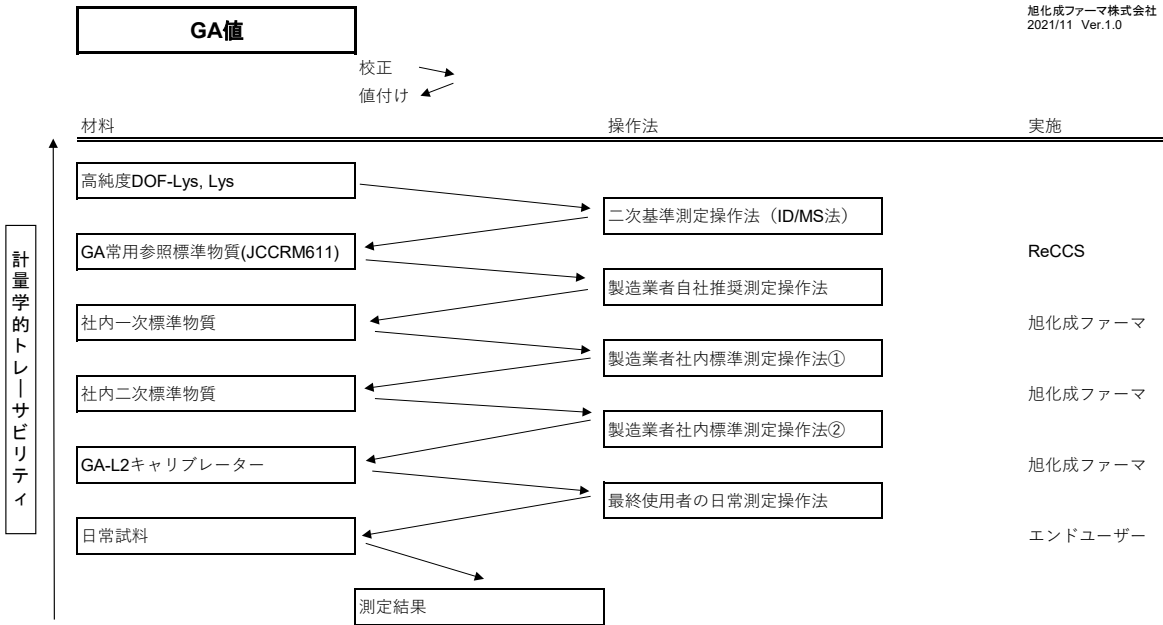 旭化成ファーマ株式会社
2021/11 Ver.1.0
GA値
校正
値付け
材料 操作法 実施
高純度DOF-Lys, Lys
二次基準測定操作法（ID/MS法）
GA常用参照標準物質(JCCRM611) ReCCS
製造業者自社推奨測定操作法
社内一次標準物質 旭化成ファーマ
製造業者社内標準測定操作法①
社内二次標準物質 旭化成ファーマ
製造業者社内標準測定操作法②
GA-L2キャリブレーター 旭化成ファーマ
最終使用者の日常測定操作法
日常試料 エンドユーザー
測定結果
計量学的トレーサビリティ